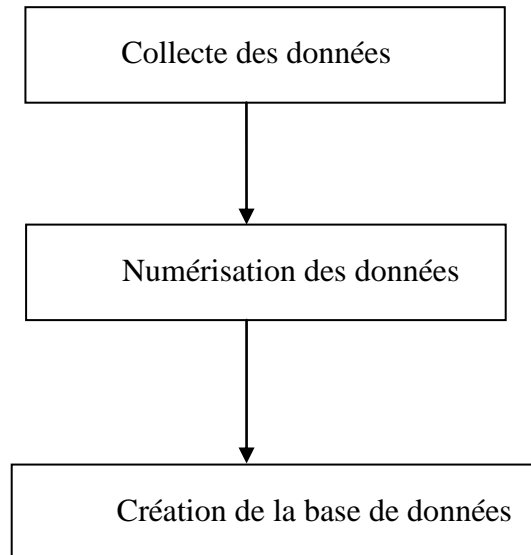 Collecte des données
Numérisation des données
Création de la base de données